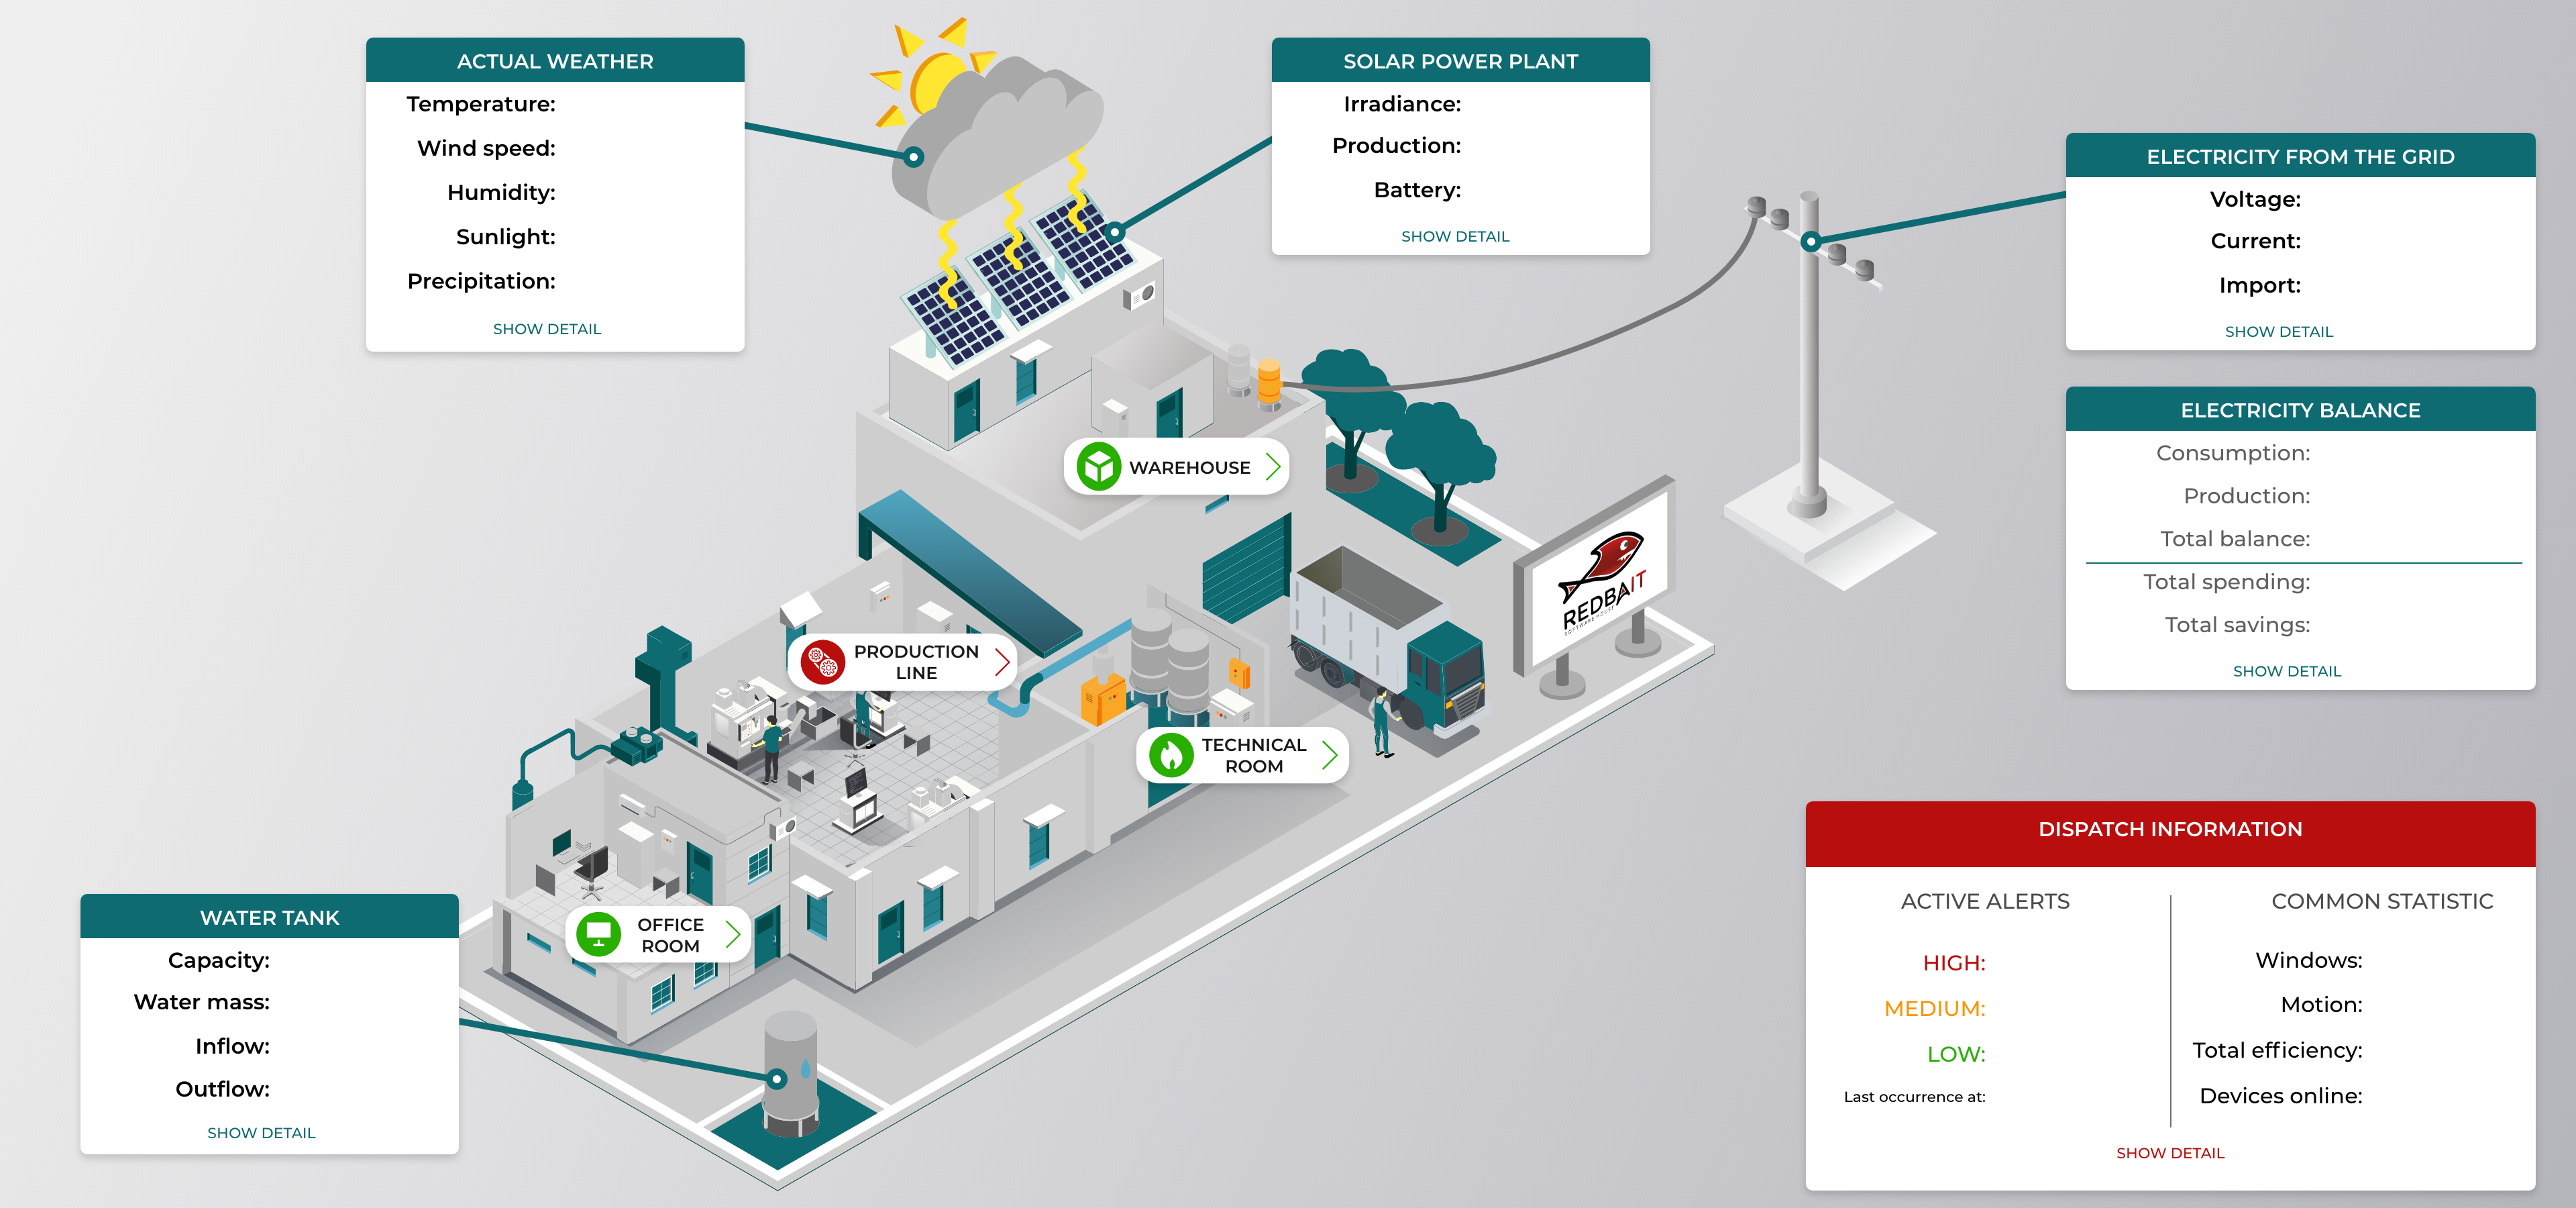 ACTUAL WEATHER
Temperature:
Wind speed:
Humidity:
Sunlight:
Precipitation:
SHOW DETAIL
SOLAR POWER PLANT
Irradiance:
Production:
Battery:
SHOW DETAIL
ELECTRICITY FROM THE GRID
Voltage:
Current:
Import:
SHOW DETAIL
ELECTRICITY BALANCE
Consumption:
Production:
Total balance:
Total spending:
Total savings:
SHOW DETAIL
WAREHOUSE
REDBAIT
SOFTWARE HOUSE
PRODUCTION
LINE
TECHNICAL
ROOM
OFFICE
ROOM
WATER TANK
Capacity:
Water mass:
Inflow:
Outflow:
SHOW DETAIL
DISPATCH INFORMATION
ACTIVE ALERTS
HIGH:
MEDIUM:
LOW:
Last occurrence at:
COMMON STATISTIC
Windows:
Motion:
Total efficiency:
Devices online:
SHOW DETAIL